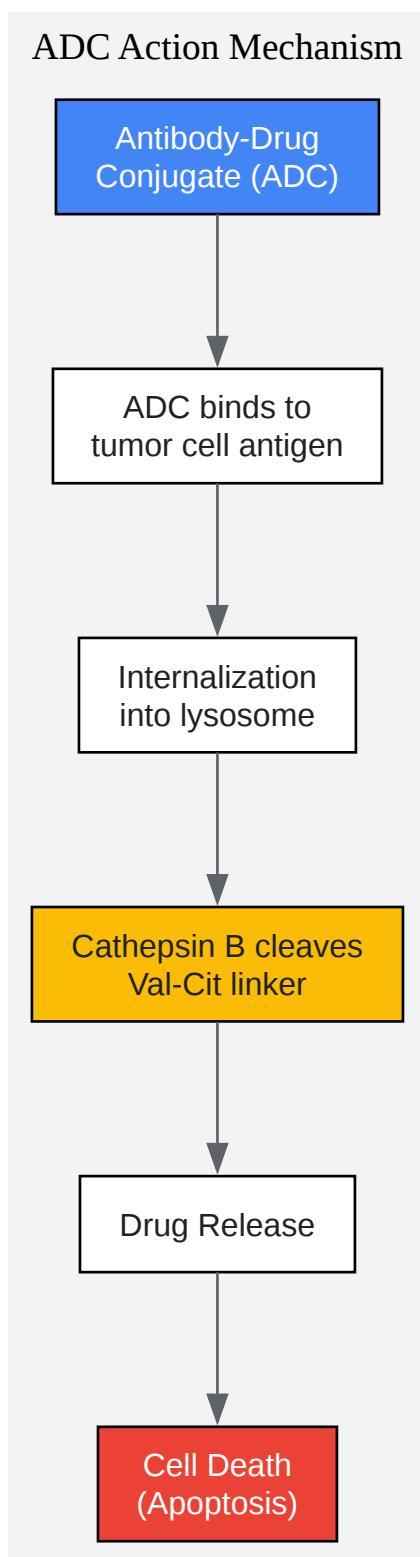 ADC Action Mechanism
Antibody-Drug
Conjugate (ADC)
ADC binds to
tumor cell antigen
Internalization
into lysosome
Cathepsin B cleaves
Val-Cit linker
Drug Release
Cell Death
(Apoptosis)